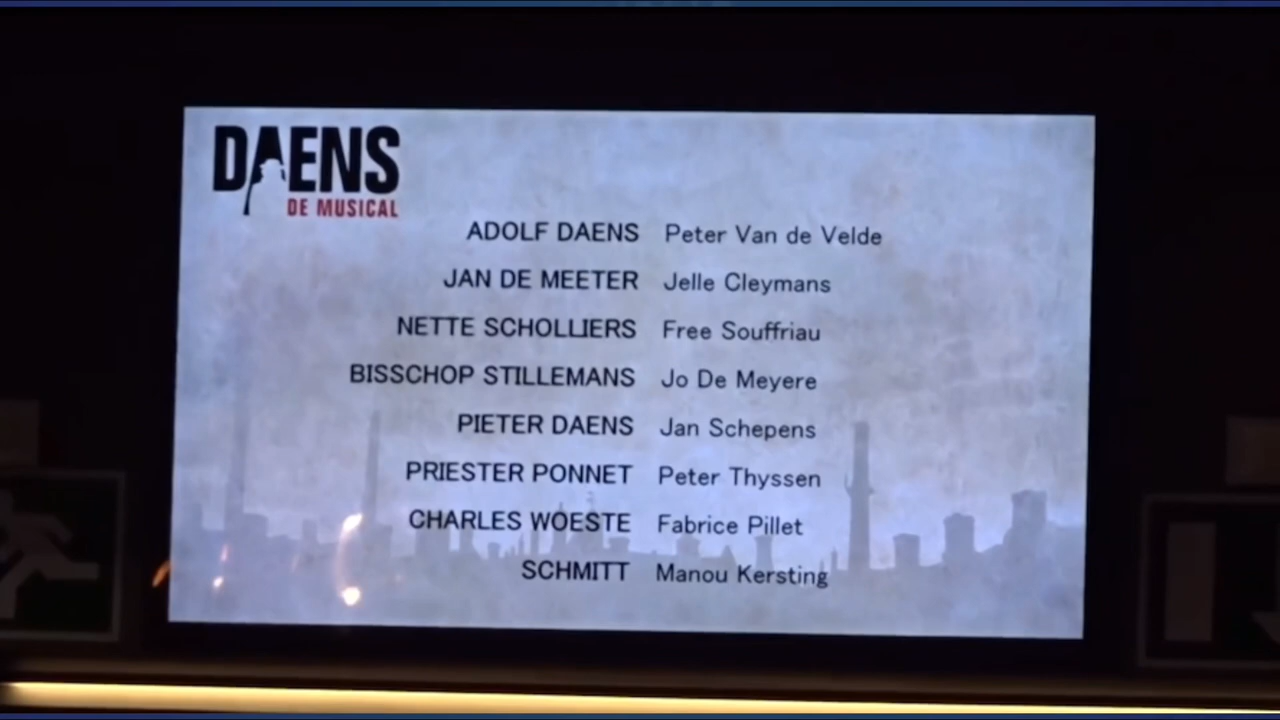 DAENS
DE MUSICAL
ADOLF DAENS Peter Van de Velde
JAN DE MEETER Jelle Cleymans
NETTE SCHOLLIERS Free Souffriau
BISSCHOP STILLEMANS Jo De Meyere
PIETER DAENS Jan Schepens
PRIESTER PONNET Peter Thyssen
CHARLES WOESTE Fabrice Pillet
SCHMITT Manou Kersting